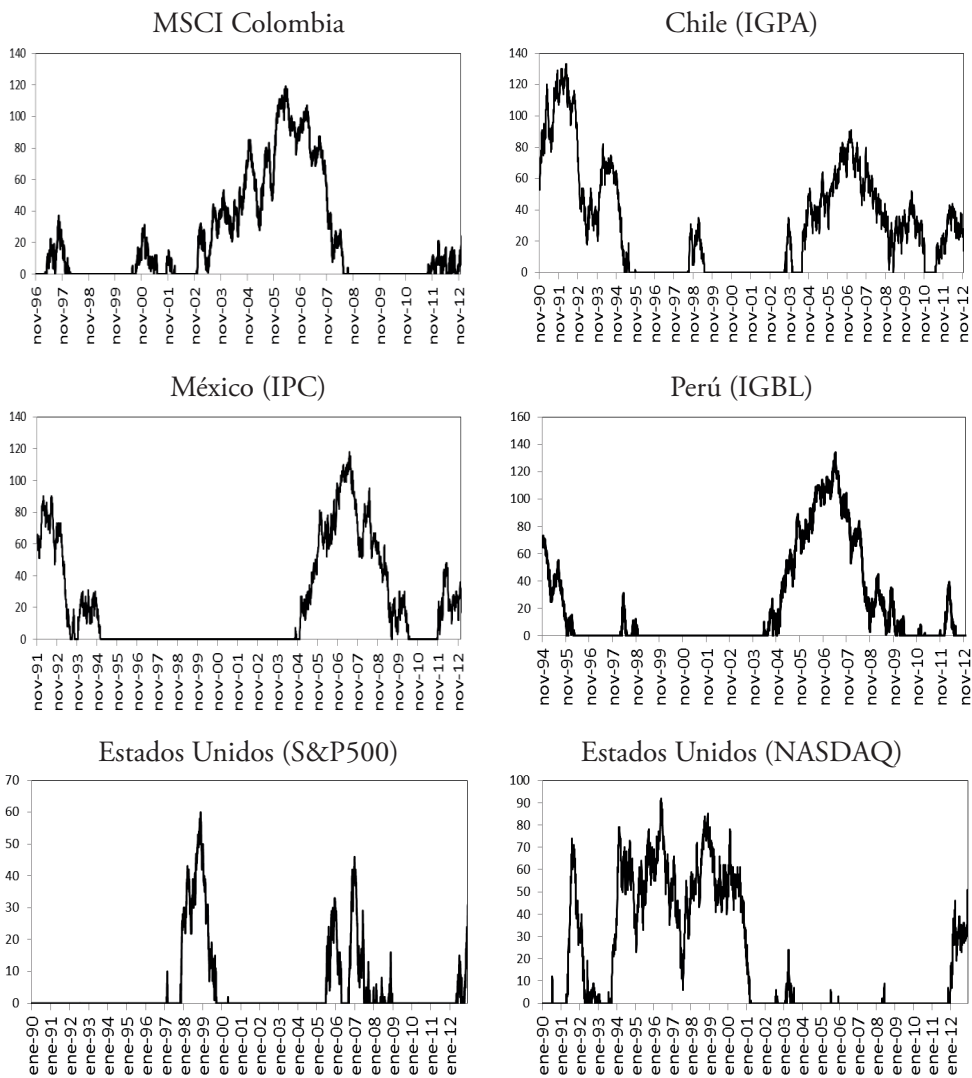 MSCI Colombia
140
120
100
80
60
40
20
0
nov-96
nov-97
nov-98
nov-99
nov-00
nov-01
nov-02
nov-03
nov-04
nov-05
nov-06
nov-07
nov-08
nov-09
nov-10
nov-11
nov-12
Chile (IGPA)
140
120
100
80
60
40
20
0
nov-90
nov-91
nov-92
nov-93
nov-94
nov-95
nov-96
nov-97
nov-98
nov-99
nov-00
nov-01
nov-02
nov-03
nov-04
nov-05
nov-06
nov-07
nov-08
nov-09
nov-10
nov-11
nov-12
México (IPC)
140
120
100
80
60
40
20
0
nov-91
nov-92
nov-93
nov-94
nov-95
nov-96
nov-97
nov-98
nov-99
nov-00
nov-01
nov-02
nov-03
nov-04
nov-05
nov-06
nov-07
nov-08
nov-09
nov-10
nov-11
nov-12
Perú (IGBL)
160
140
120
100
80
60
40
20
0
nov-94
nov-95
nov-96
nov-97
nov-98
nov-99
nov-00
nov-01
nov-02
nov-03
nov-04
nov-05
nov-06
nov-07
nov-08
nov-09
nov-10
nov-11
nov-12
Estados Unidos (S&P500)
70
60
50
40
30
20
10
0
ene-90
ene-91
ene-92
ene-93
ene-94
ene-95
ene-96
ene-97
ene-98
ene-99
ene-00
ene-01
ene-02
ene-03
ene-04
ene-05
ene-06
ene-07
ene-08
ene-09
ene-10
ene-11
ene-12
Estados Unidos (NASDAQ)
100
90
80
70
60
50
40
30
20
10
0
ene-90
ene-91
ene-92
ene-93
ene-94
ene-95
ene-96
ene-97
ene-98
ene-99
ene-00
ene-01
ene-02
ene-03
ene-04
ene-05
ene-06
ene-07
ene-08
ene-09
ene-10
ene-11
ene-12